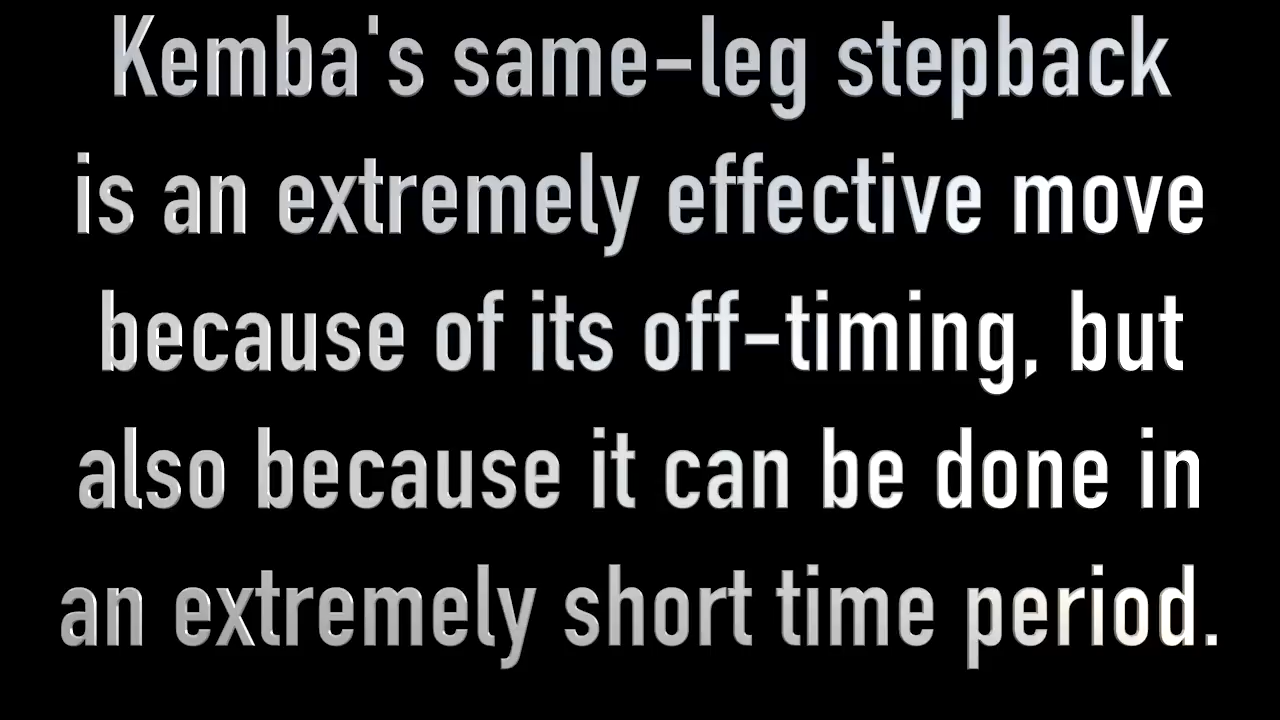 Kemba's same-leg stepback
is an extremely effective move
because of its off-timing, but
also because it can be done in
an extremely short time period.